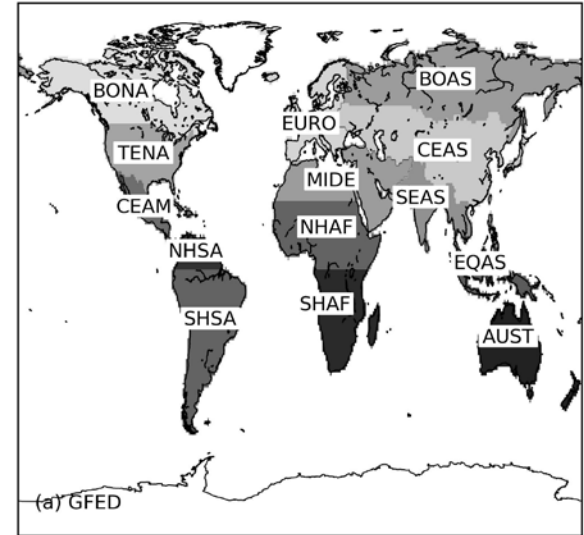 BOAS
BONA
EURO
TENA
CEAS
MIDE
SEAS
CEAM
NHAF
NHSA
EQAS
SHAF
SHSA
AUST
(a) GFED